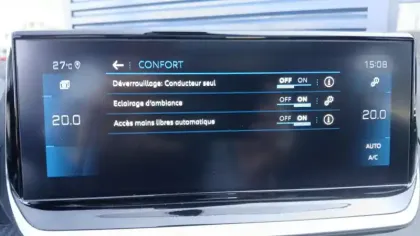 27°C
← CONFORT
15:08
Déverrouillage: Conducteur seul OFF ON
Eclairage d'ambiance OFF ON
Accès mains libres automatique OFF ON
20.0
20.0
AUTO
A/C